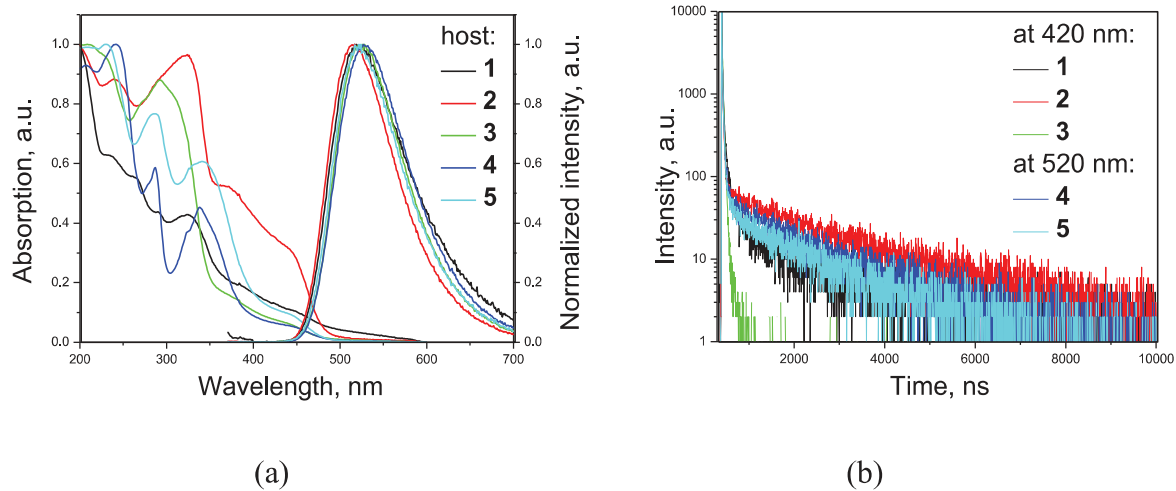 host:
1
2
3
4
5
Absorption, a.u.
1.0
0.8
0.6
0.4
0.2
0.0
1.0
0.8
0.6
0.4
0.2
0.0
Normalized intensity, a.u.
200 300 400 500 600 700
Wavelength, nm
(a)
at 420 nm:
1
2
3
at 520 nm:
4
5
Intensity, a.u.
10000
1000
100
10
1
2000 4000 6000 8000 10000
Time, ns
(b)